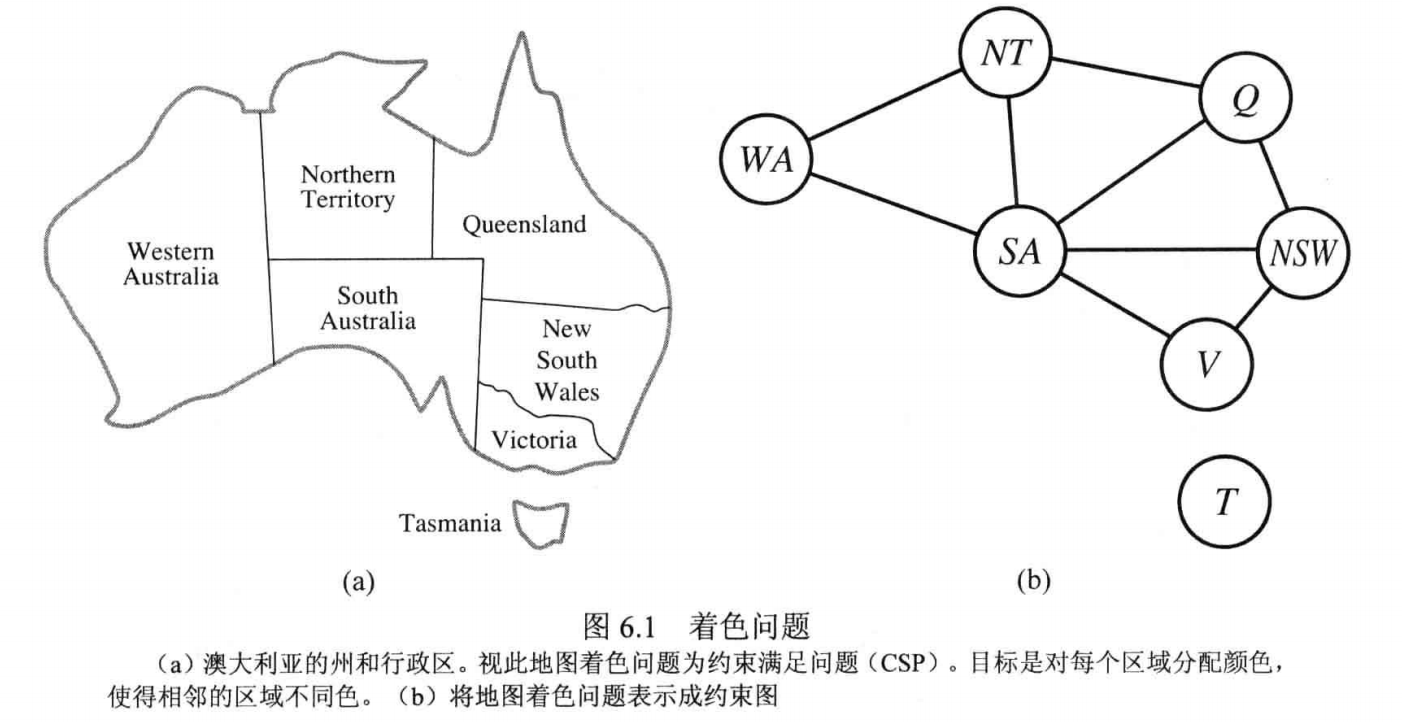 Northern
Territory
Western
Australia
Queensland
South
Australia
New
South
Wales
Victoria
Tasmania
(a)
NT
Q
WA
SA
NSW
V
T
(b)
图 6.1 着色问题
（a）澳大利亚的州和行政区。视此地图着色问题为约束满足问题（CSP）。目标是对每个区域分配颜色，
使得相邻的区域不同色。（b）将地图着色问题表示成约束图